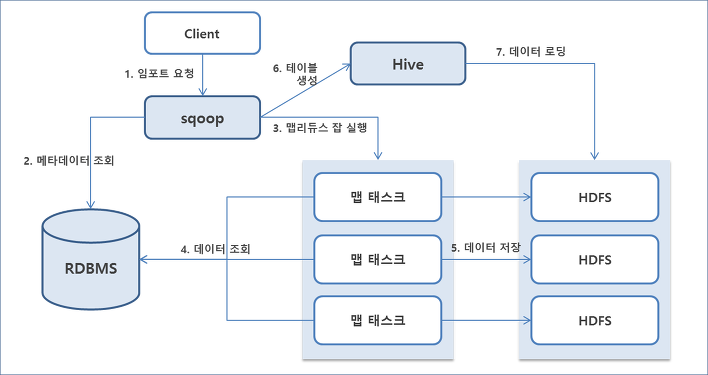 Client
1. 임포트 요청
6. 테이블
생성
Hive
7. 데이터 로딩
sqoop
3. 맵리듀스 잡 실행
2. 메타데이터 조회
맵 태스크
HDFS
RDBMS
4. 데이터 조회
맵 태스크
5. 데이터 저장
HDFS
맵 태스크
HDFS